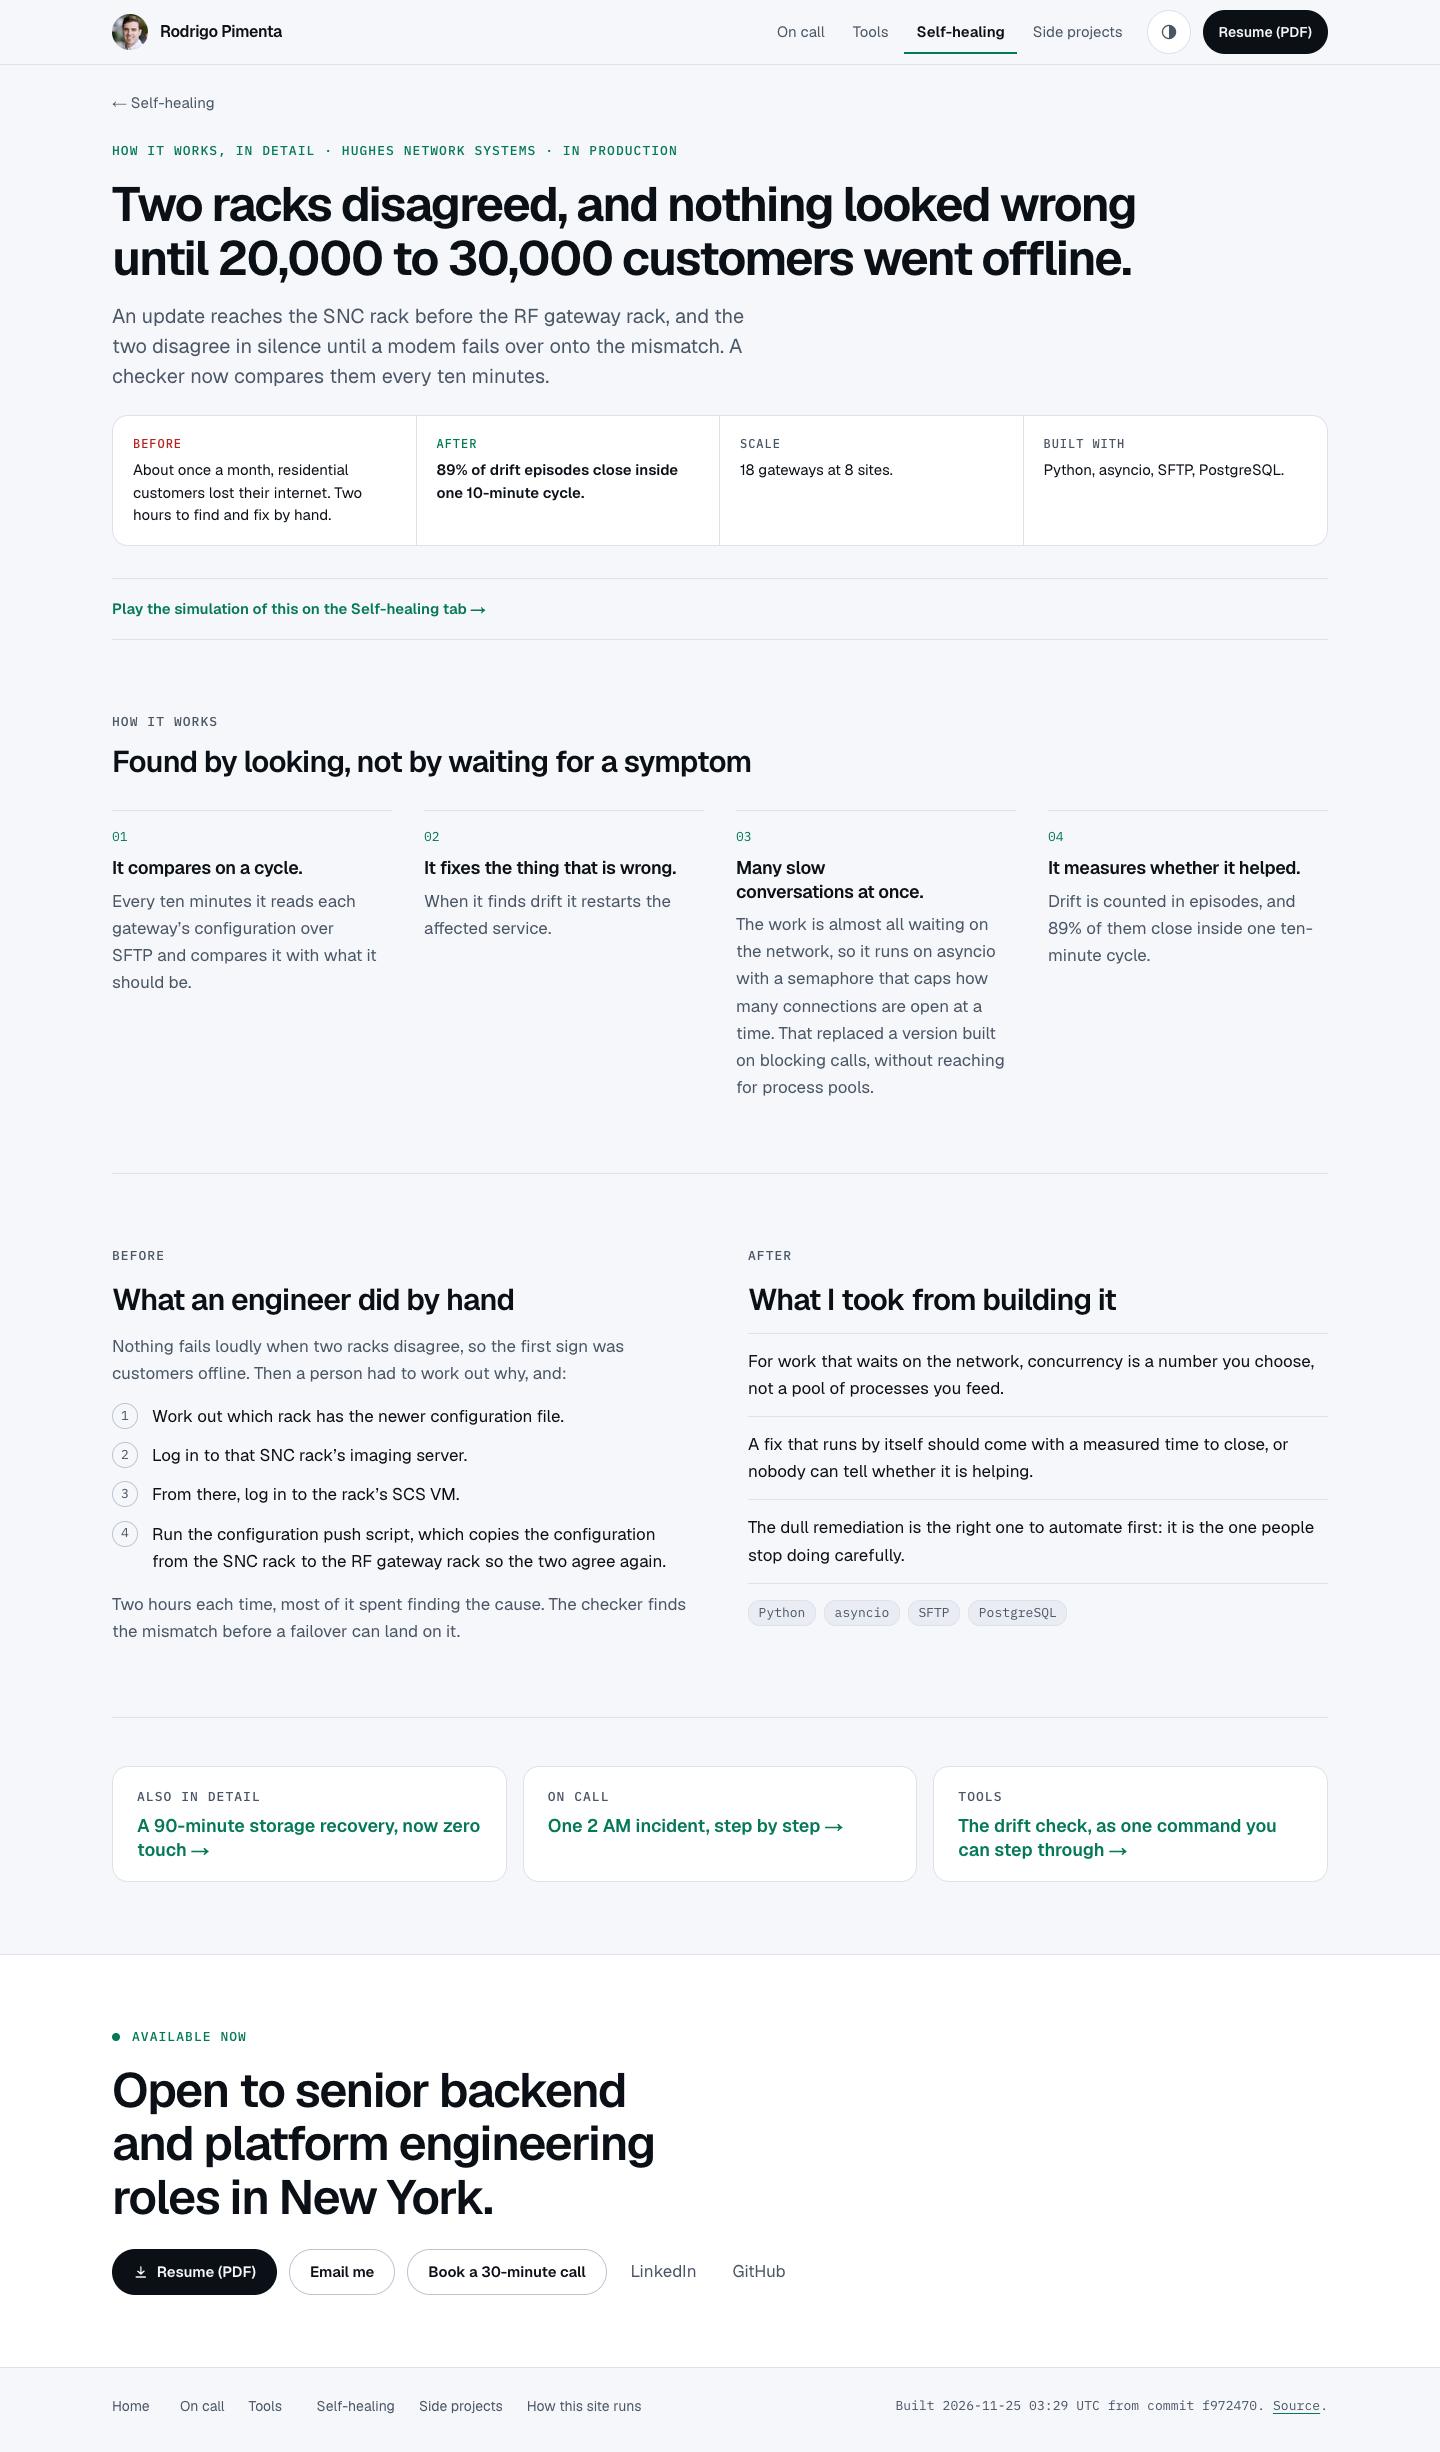 Rodrigo Pimenta
On call
Tools
Self-healing
Side projects
Resume (PDF)
← Self-healing
HOW IT WORKS, IN DETAIL · HUGHES NETWORK SYSTEMS · IN PRODUCTION
Two racks disagreed, and nothing looked wrong
until 20,000 to 30,000 customers went offline.
An update reaches the SNC rack before the RF gateway rack, and the
two disagree in silence until a modem fails over onto the mismatch. A
checker now compares them every ten minutes.
BEFORE
About once a month, residential
customers lost their internet. Two
hours to find and fix by hand.
AFTER
89% of drift episodes close inside
one 10-minute cycle.
SCALE
18 gateways at 8 sites.
BUILT WITH
Python, asyncio, SFTP, PostgreSQL.
Play the simulation of this on the Self-healing tab →
HOW IT WORKS
Found by looking, not by waiting for a symptom
01
It compares on a cycle.
Every ten minutes it reads each
gateway’s configuration over
SFTP and compares it with what it
should be.
02
It fixes the thing that is wrong.
When it finds drift it restarts the
affected service.
03
Many slow
conversations at once.
The work is almost all waiting on
the network, so it runs on asyncio
with a semaphore that caps how
many connections are open at a
time. That replaced a version built
on blocking calls, without reaching
for process pools.
04
It measures whether it helped.
Drift is counted in episodes, and
89% of them close inside one ten-
minute cycle.
BEFORE
What an engineer did by hand
Nothing fails loudly when two racks disagree, so the first sign was
customers offline. Then a person had to work out why, and:
1 Work out which rack has the newer configuration file.
2 Log in to that SNC rack’s imaging server.
3 From there, log in to the rack’s SCS VM.
4 Run the configuration push script, which copies the configuration
from the SNC rack to the RF gateway rack so the two agree again.
Two hours each time, most of it spent finding the cause. The checker finds
the mismatch before a failover can land on it.
AFTER
What I took from building it
For work that waits on the network, concurrency is a number you choose,
not a pool of processes you feed.
A fix that runs by itself should come with a measured time to close, or
nobody can tell whether it is helping.
The dull remediation is the right one to automate first: it is the one people
stop doing carefully.
Python
asyncio
SFTP
PostgreSQL
ALSO IN DETAIL
A 90-minute storage recovery, now zero
touch →
ON CALL
One 2 AM incident, step by step →
TOOLS
The drift check, as one command you
can step through →
AVAILABLE NOW
Open to senior backend
and platform engineering
roles in New York.
Resume (PDF)
Email me
Book a 30-minute call
LinkedIn
GitHub
Home
On call
Tools
Self-healing
Side projects
How this site runs
Built 2026-11-25 03:29 UTC from commit f972470. Source.